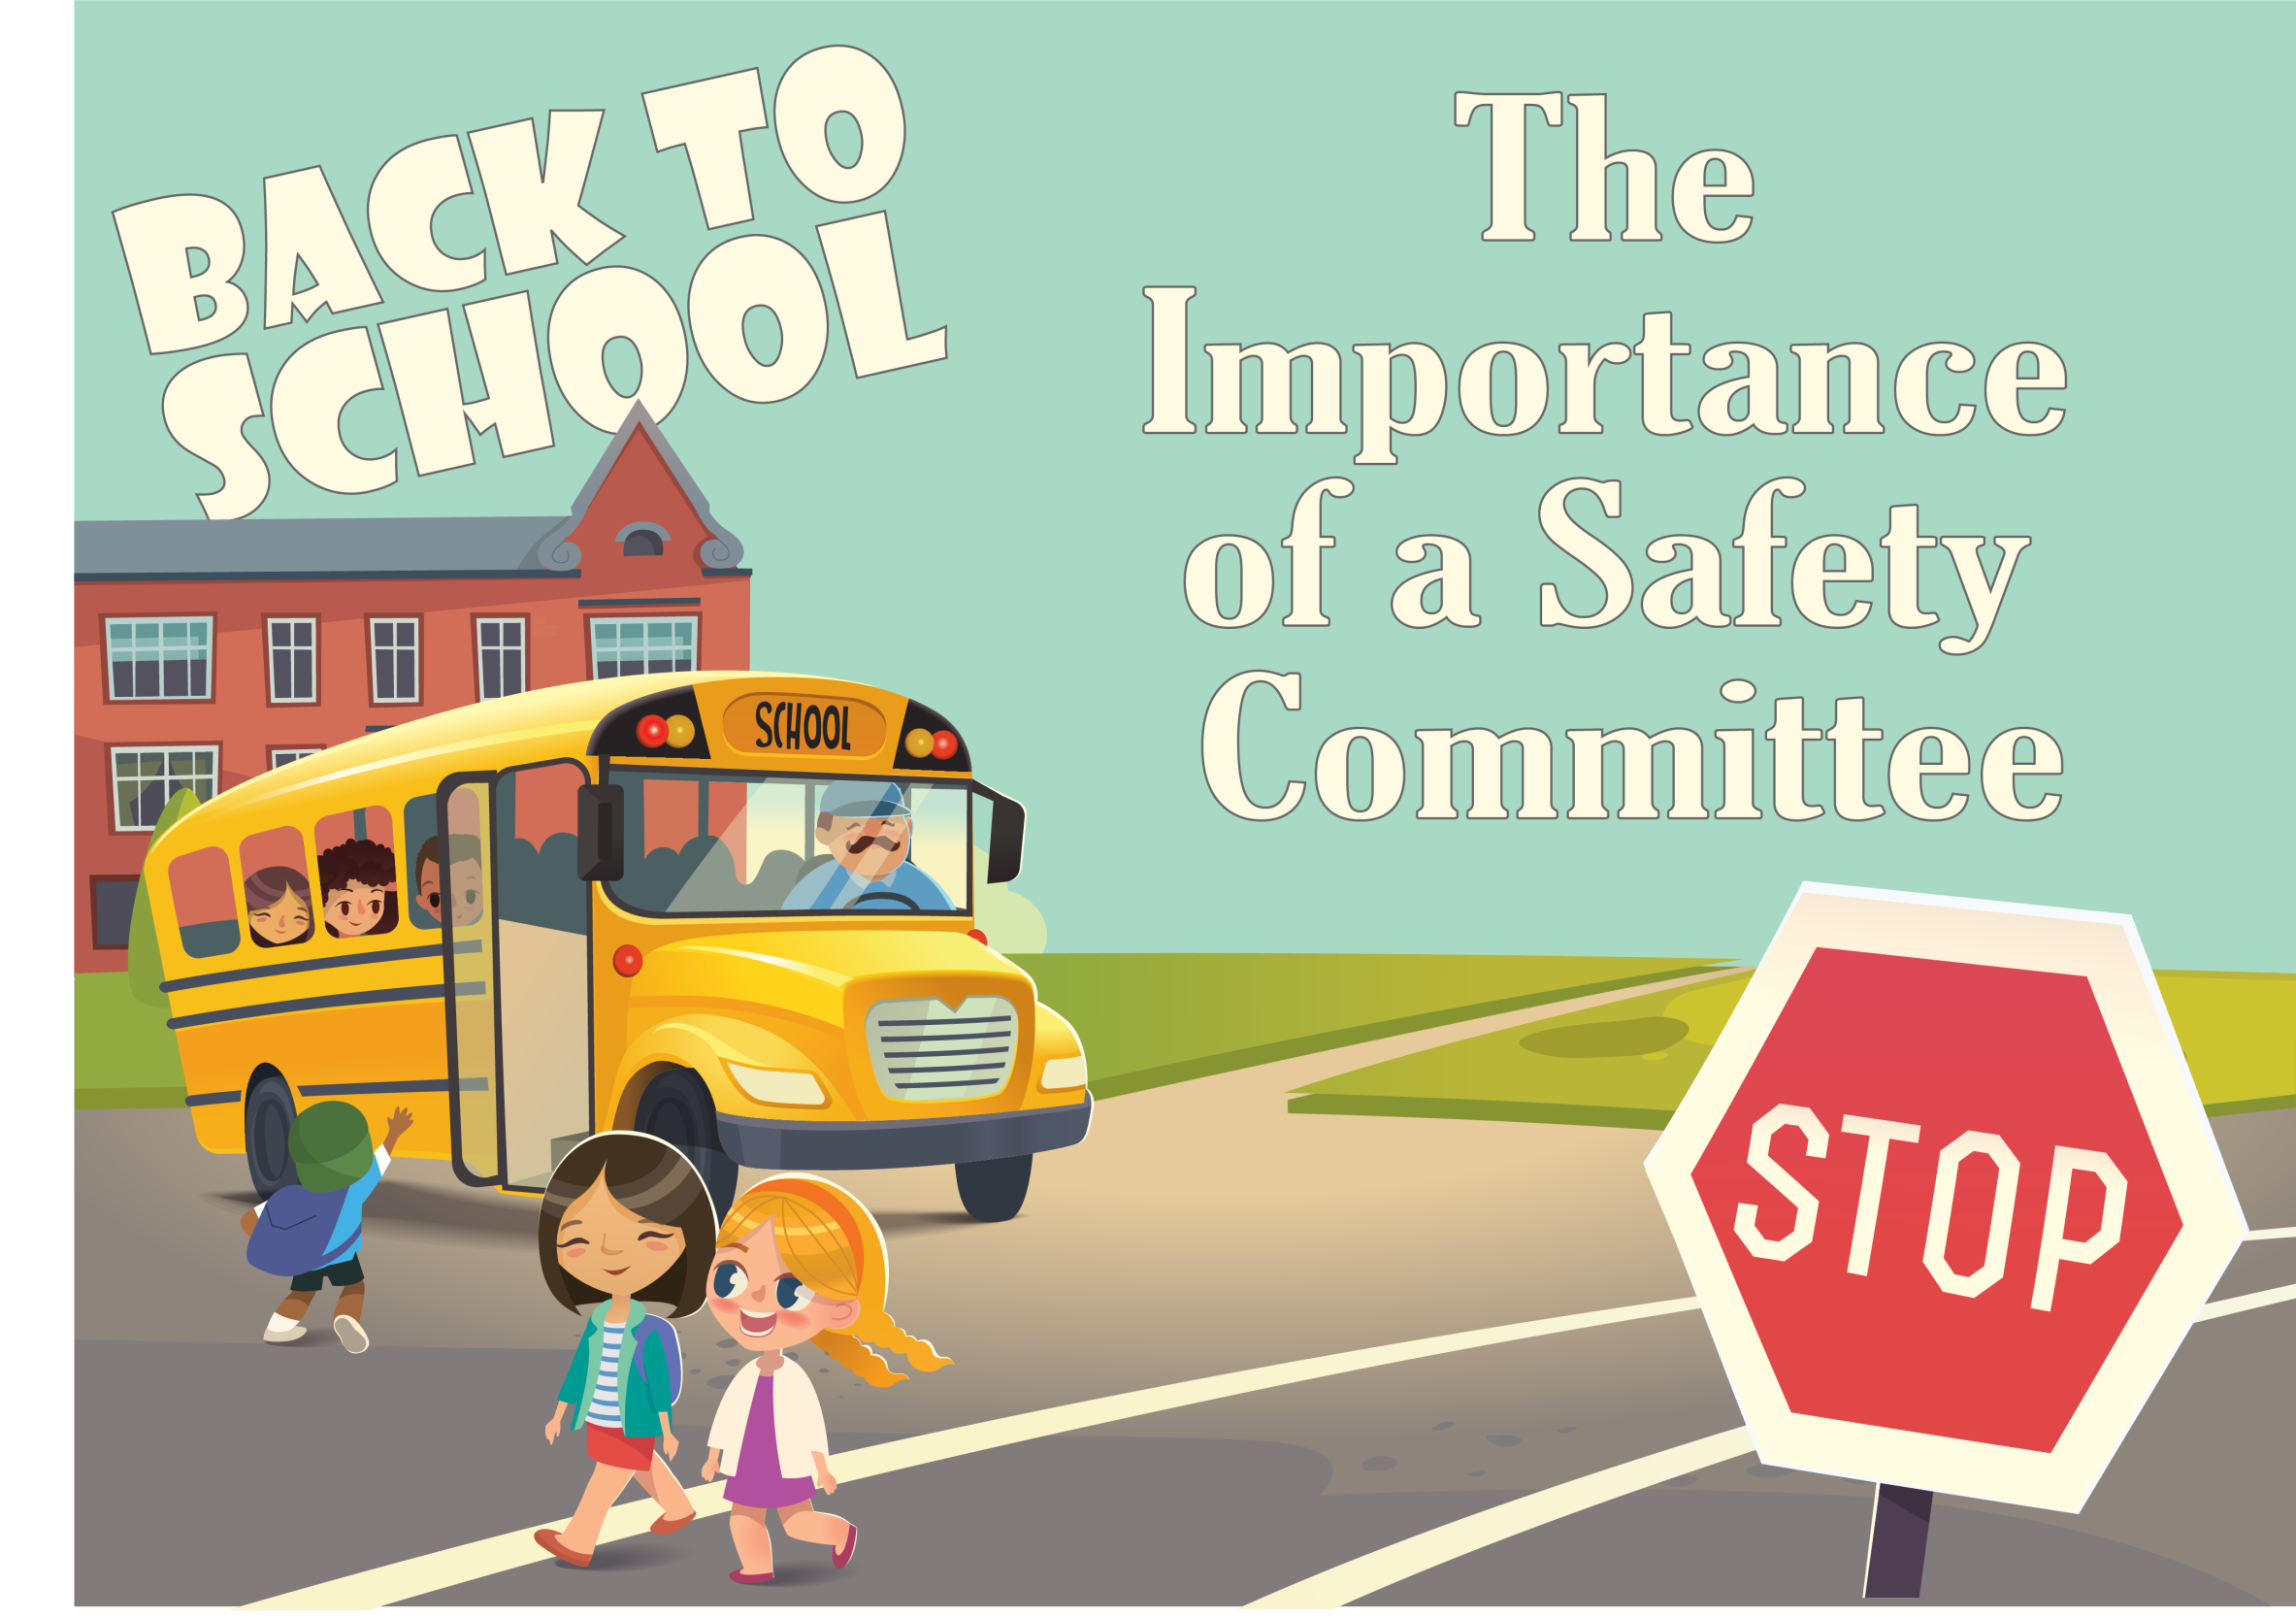 BACK TO
SCHOOL
The
Importance
of a Safety
Committee
SCHOOL
STOP